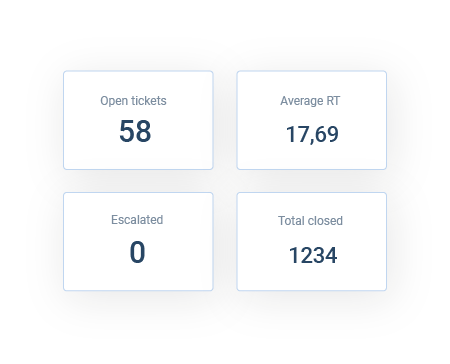 Open tickets
58
Average RT
17,69
Escalated
0
Total closed
1234